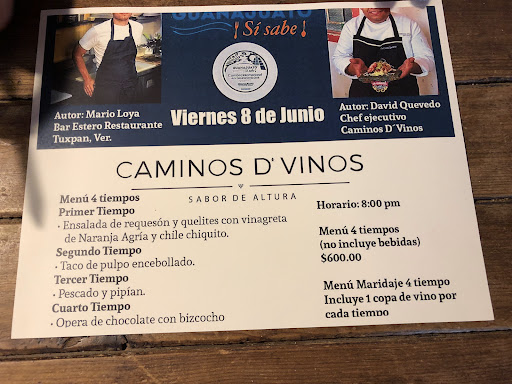 GUANAJUATO
¡Sí sabe!
Autor: Mario Loya
Bar Estero Restaurante
Tuxpan, Ver.
Viernes 8 de Junio
Autor: David Quevedo
Chef ejecutivo
Caminos D´Vinos
CAMINOS D' VINOS
SABOR DE ALTURA
Menú 4 tiempos
Primer Tiempo
· Ensalada de requesón y quelites con vinagreta
de Naranja Agría y chile chiquito.
Segundo Tiempo
· Taco de pulpo encebollado.
Tercer Tiempo
· Pescado y pipían.
Cuarto Tiempo
· Opera de chocolate con bizcocho
Horario: 8:00 pm
Menú 4 tiempos
(no incluye bebidas)
$600.00
Menú Maridaje 4 tiempo
Incluye 1 copa de vino por
cada tiempo